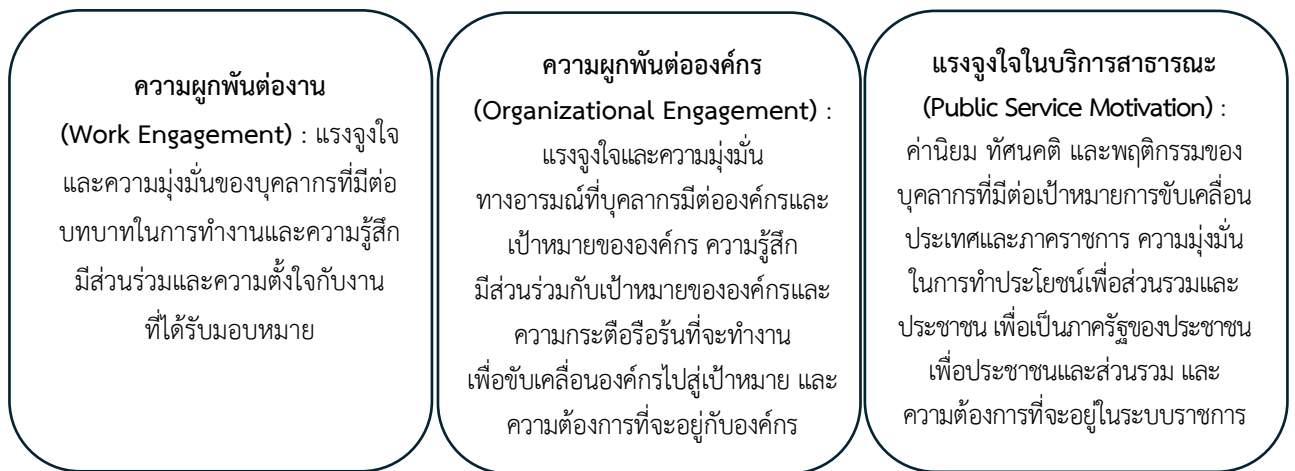 ความผูกพันต่องาน
(Work Engagement) : แรงจูงใจ
และความมุ่งมั่นของบุคลากรที่มีต่อ
บทบาทในการทำงานและความรู้สึก
มีส่วนร่วมและความตั้งใจกับงาน
ที่ได้รับมอบหมาย
ความผูกพันต่อองค์กร
(Organizational Engagement) :
แรงจูงใจและความมุ่งมั่น
ทางอารมณ์ที่บุคลากรมีต่อองค์กรและ
เป้าหมายขององค์กร ความรู้สึก
มีส่วนร่วมกับเป้าหมายขององค์กรและ
ความกระตือรือร้นที่จะทำงาน
เพื่อขับเคลื่อนองค์กรไปสู่เป้าหมาย และ
ความต้องการที่จะอยู่กับองค์กร
แรงจูงใจในบริการสาธารณะ
(Public Service Motivation) :
ค่านิยม ทัศนคติ และพฤติกรรมของ
บุคลากรที่มีต่อเป้าหมายการขับเคลื่อน
ประเทศและภาคราชการ ความมุ่งมั่น
ในการทำประโยชน์เพื่อส่วนรวมและ
ประชาชน เพื่อเป็นภาครัฐของประชาชน
เพื่อประชาชนและส่วนรวม และ
ความต้องการที่จะอยู่ในระบบราชการ